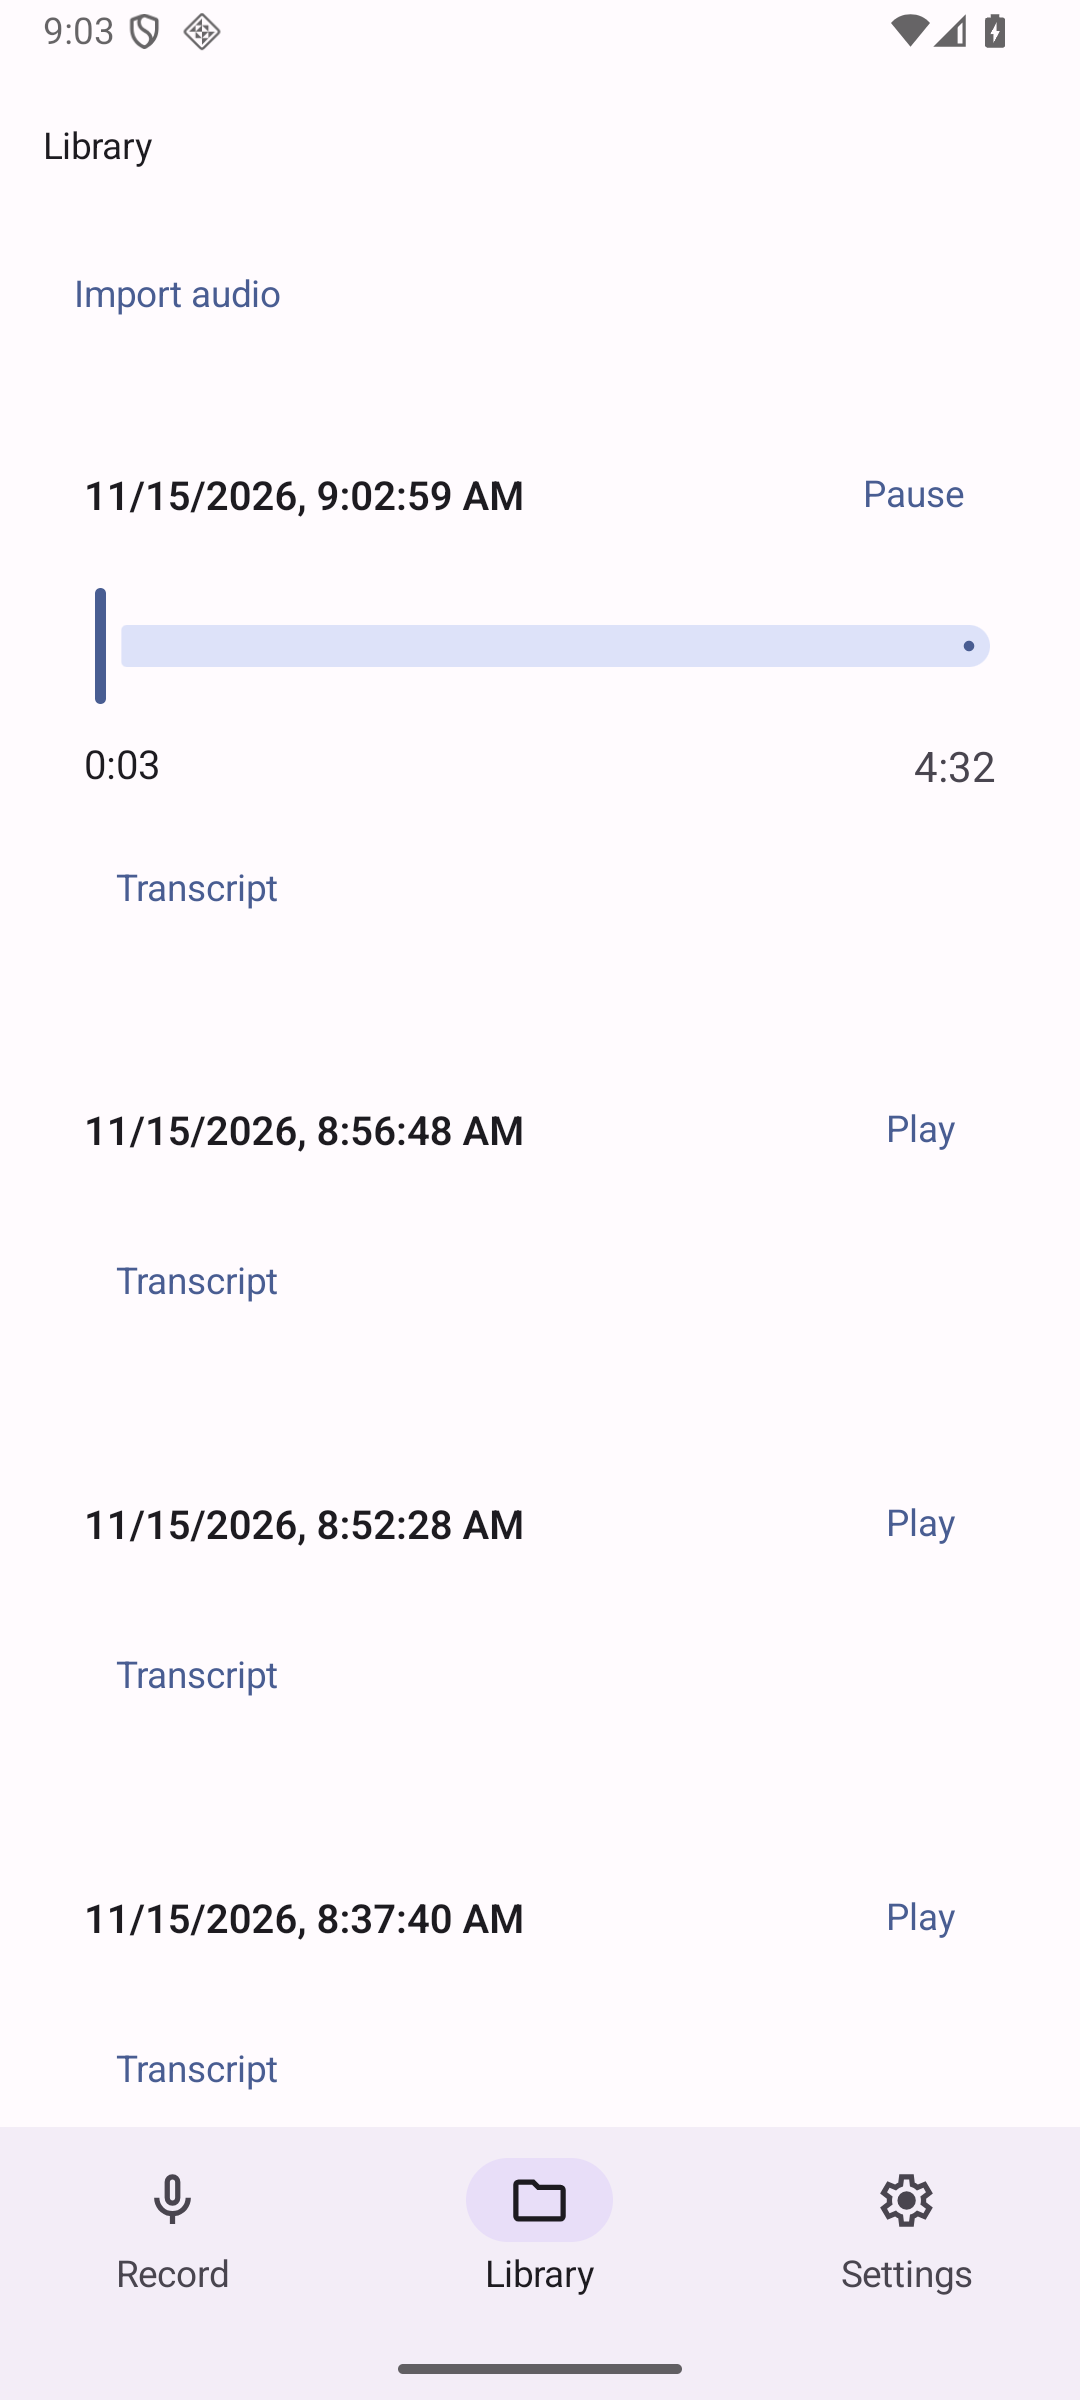 9:03
Library
Import audio
11/15/2026, 9:02:59 AM
Pause
0:03
4:32
Transcript
11/15/2026, 8:56:48 AM
Play
Transcript
11/15/2026, 8:52:28 AM
Play
Transcript
11/15/2026, 8:37:40 AM
Play
Transcript
Record
Library
Settings